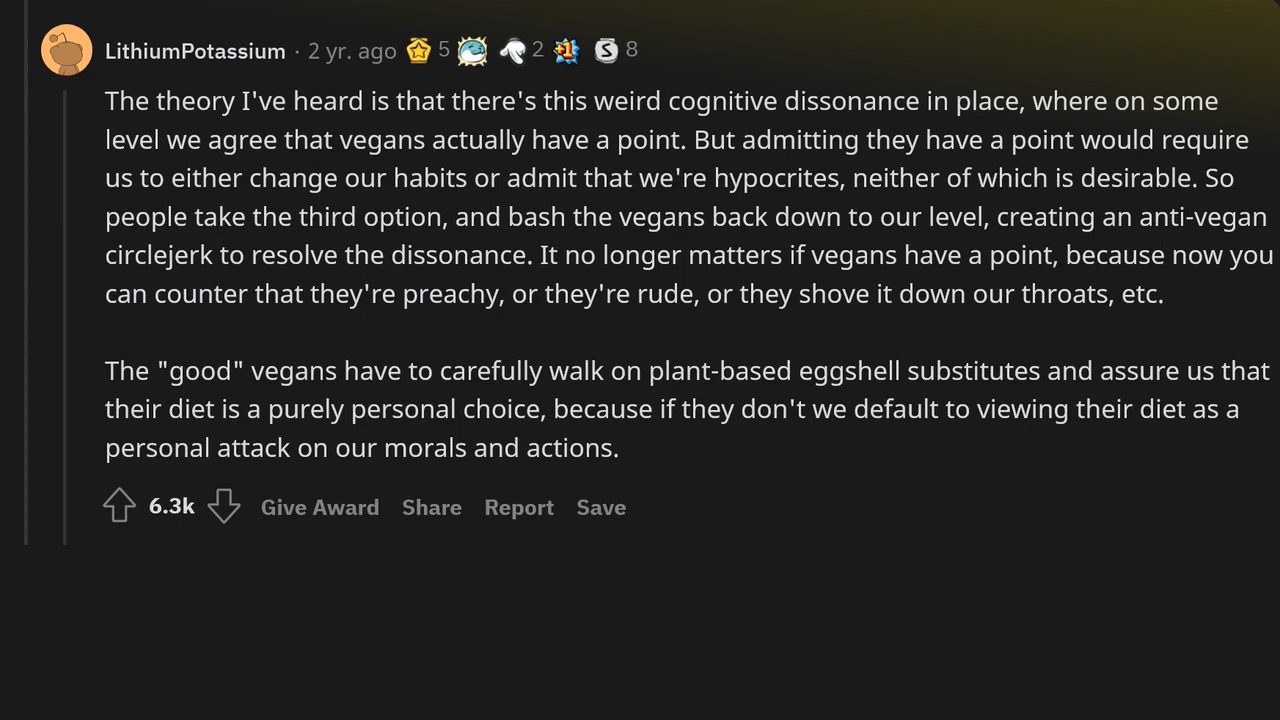 LithiumPotassium · 2 yr. ago 5 2 +1 S 8
The theory I've heard is that there's this weird cognitive dissonance in place, where on some
level we agree that vegans actually have a point. But admitting they have a point would require
us to either change our habits or admit that we're hypocrites, neither of which is desirable. So
people take the third option, and bash the vegans back down to our level, creating an anti-vegan
circlejerk to resolve the dissonance. It no longer matters if vegans have a point, because now you
can counter that they're preachy, or they're rude, or they shove it down our throats, etc.
The "good" vegans have to carefully walk on plant-based eggshell substitutes and assure us that
their diet is a purely personal choice, because if they don't we default to viewing their diet as a
personal attack on our morals and actions.
6.3k Give Award Share Report Save